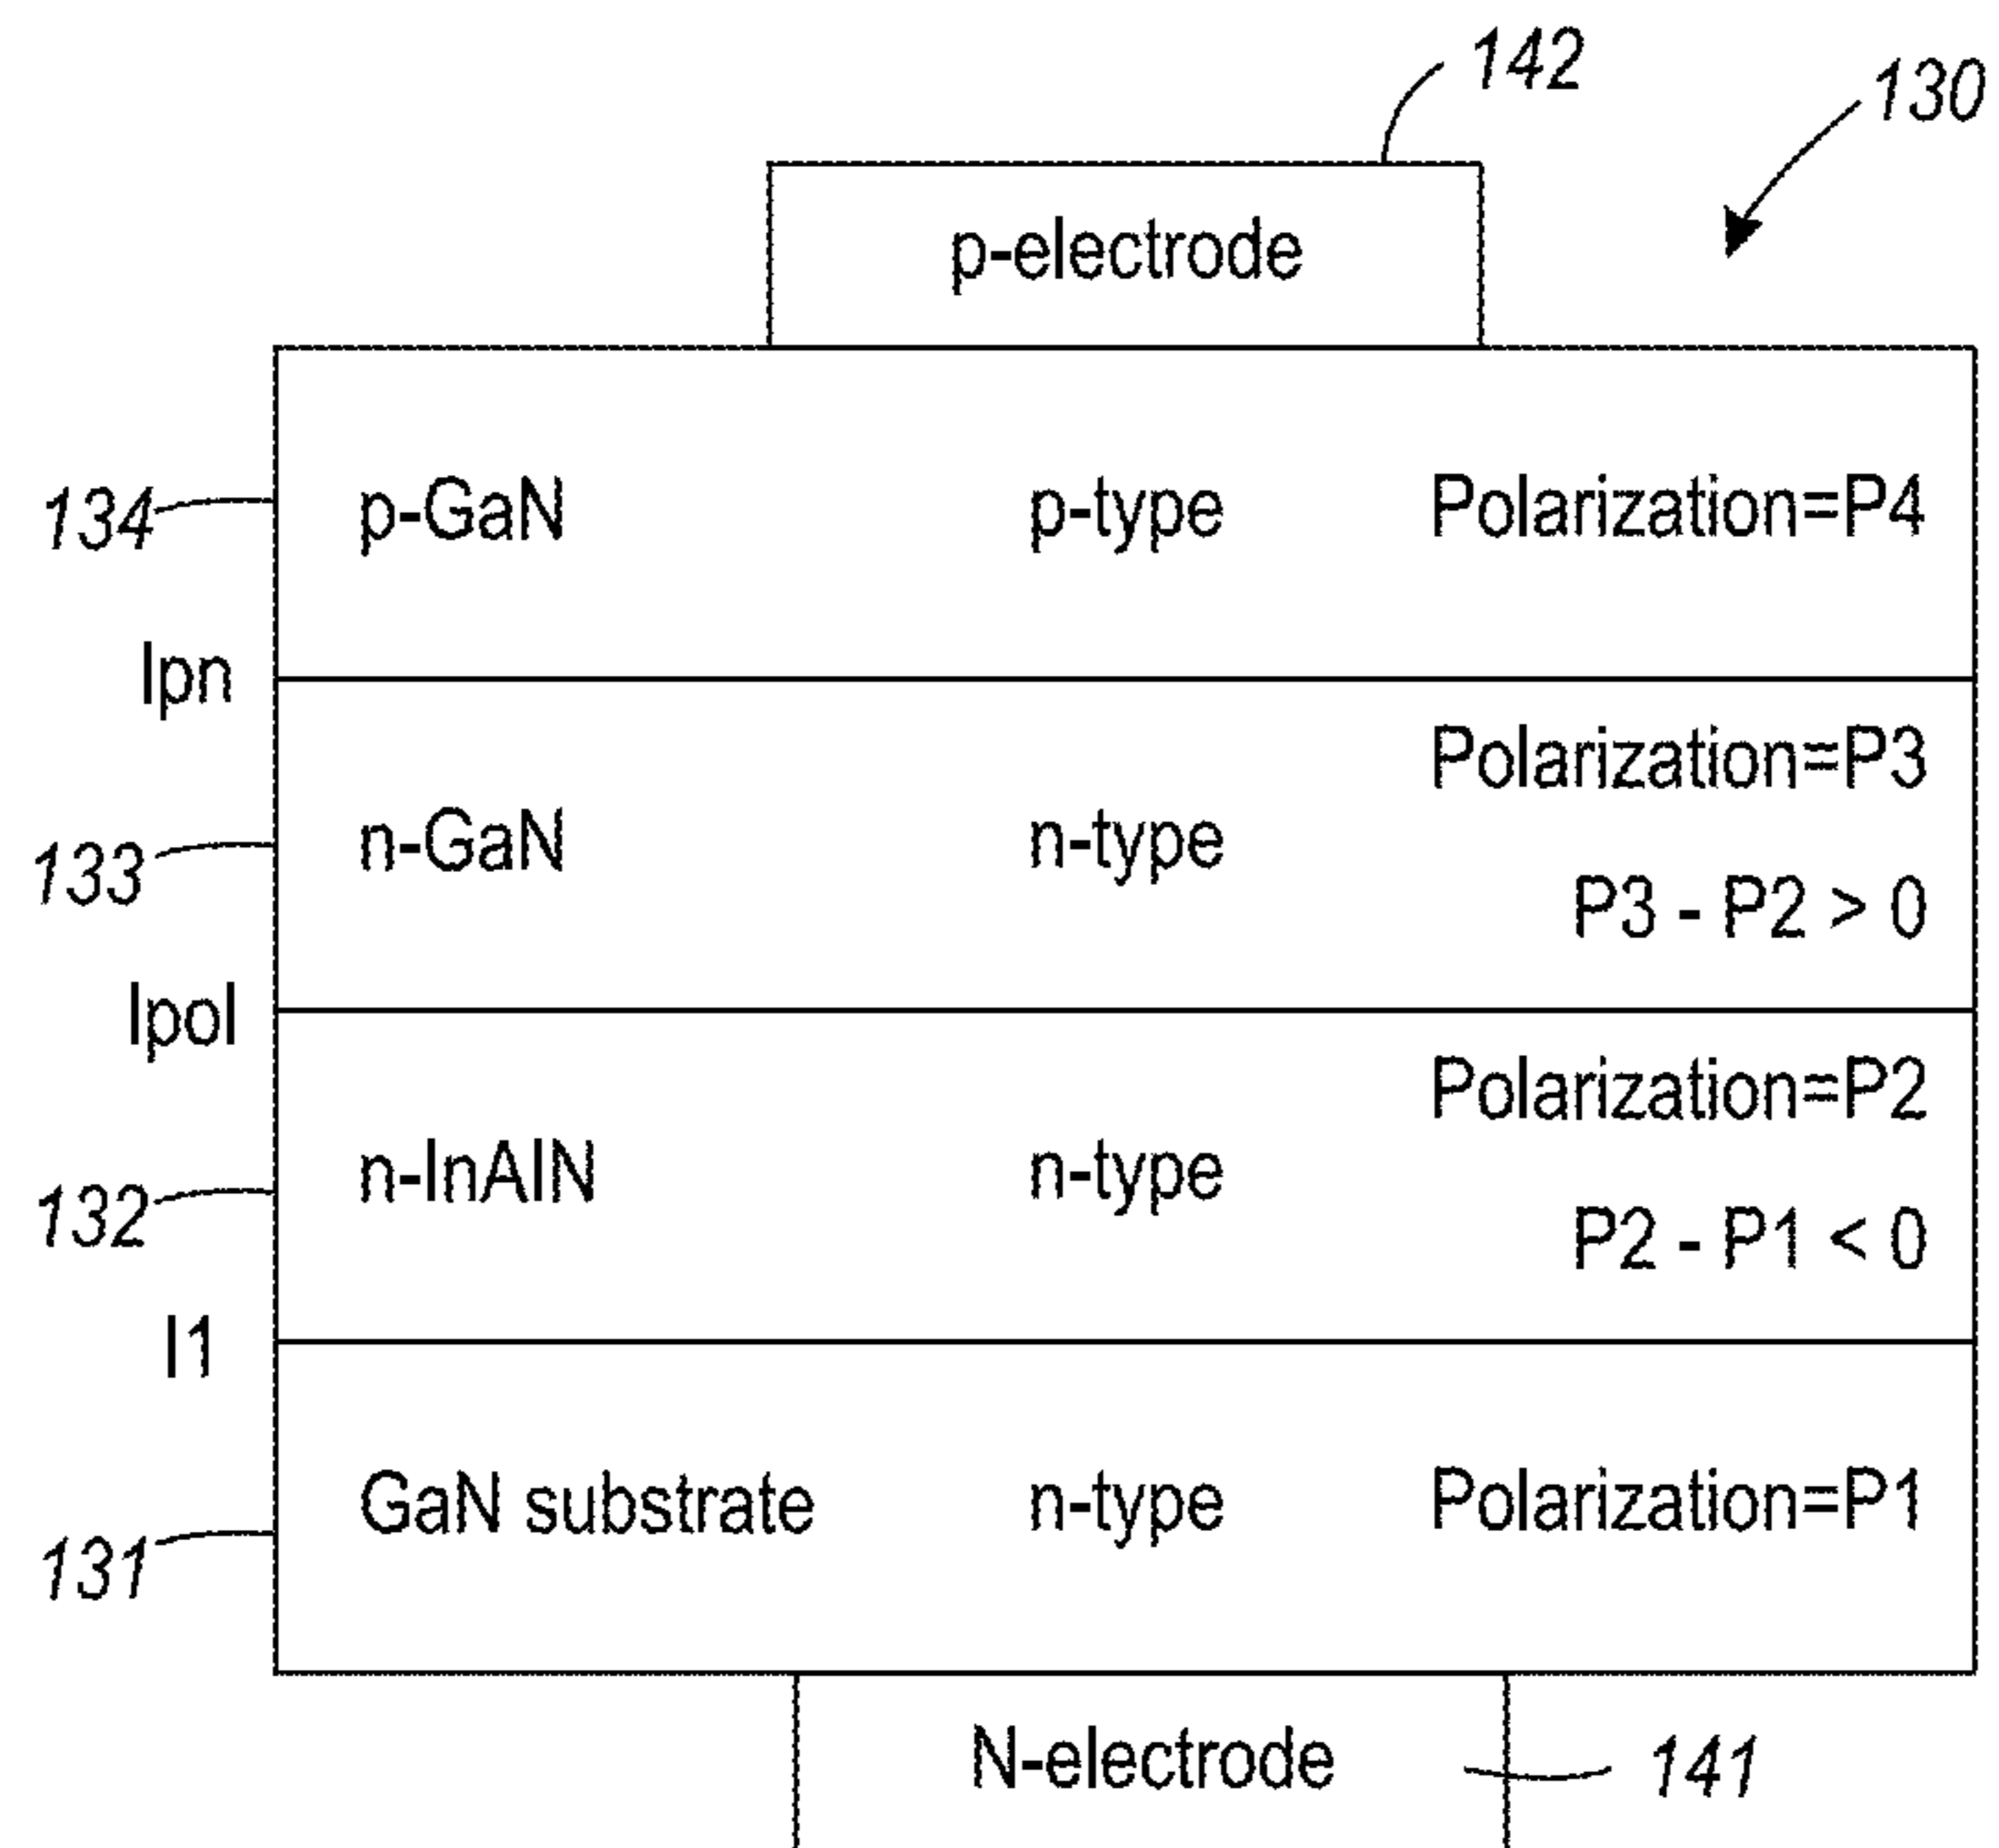 142
130
p-electrode
134 p-GaN p-type Polarization=P4
Ipn
Polarization=P3
133 n-GaN n-type
P3 - P2 > 0
Ipol
Polarization=P2
132 n-InAlN n-type
P2 - P1 < 0
I1
131 GaN substrate n-type Polarization=P1
N-electrode 141